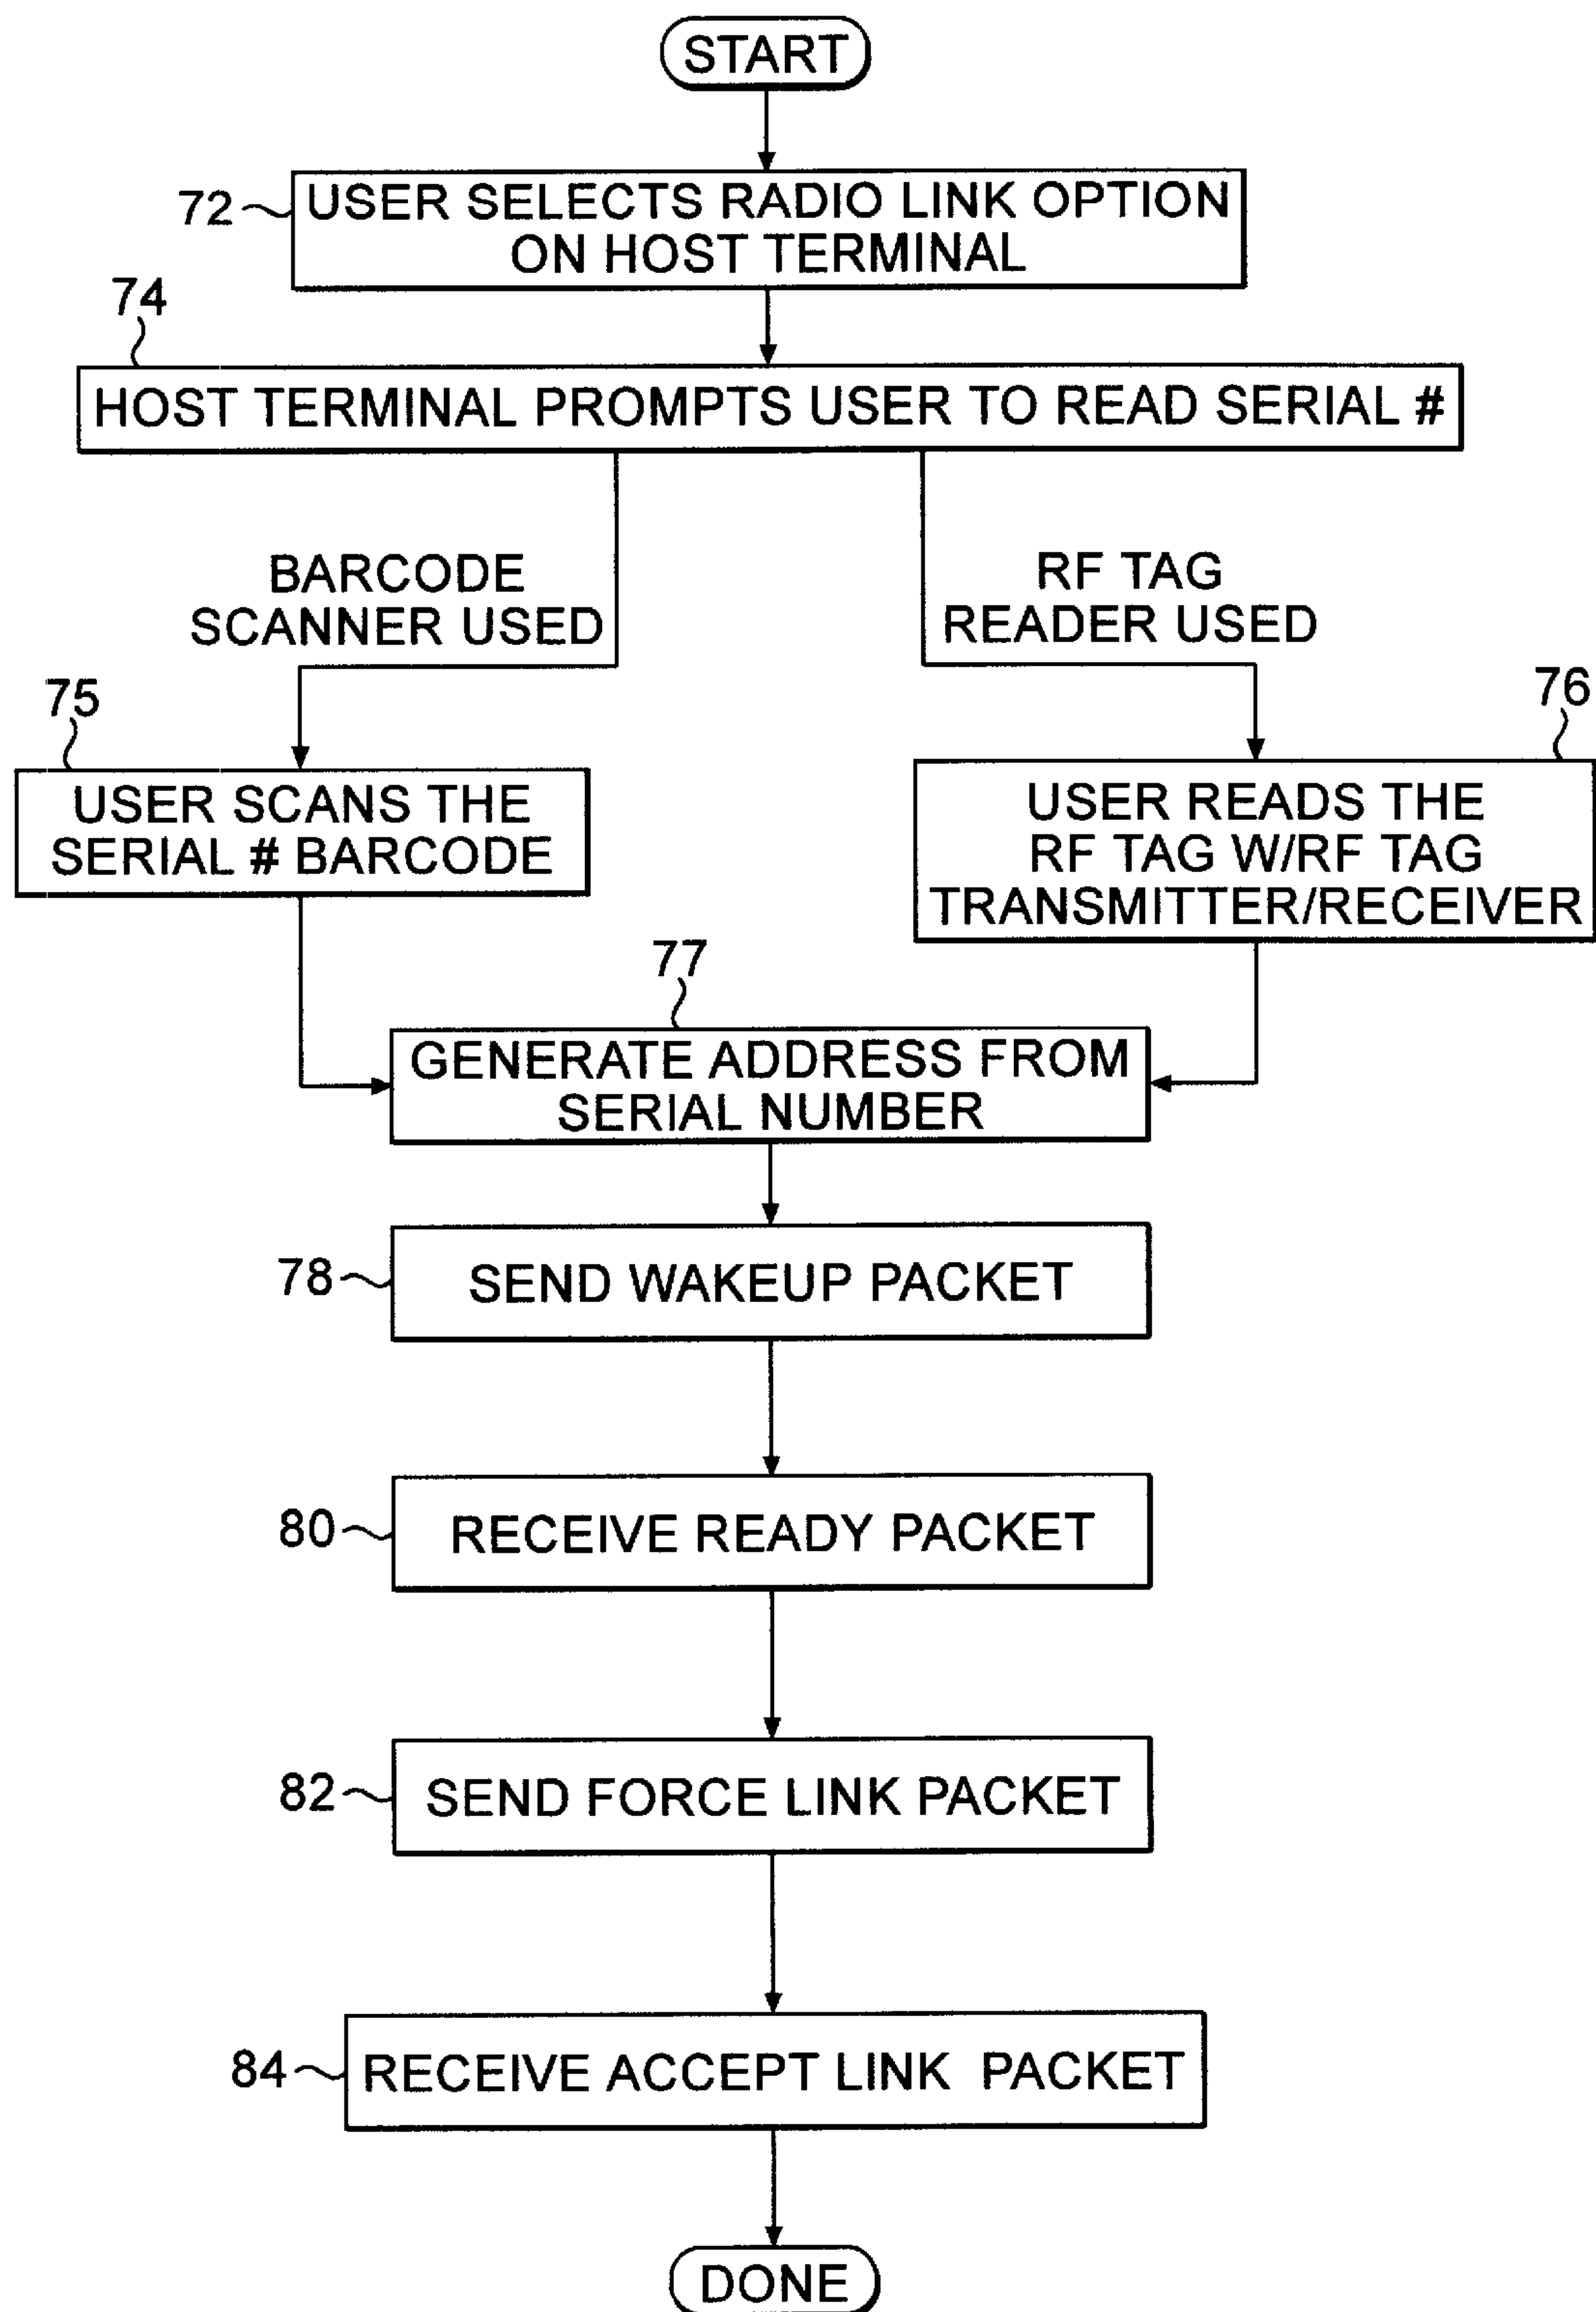 START
72
USER SELECTS RADIO LINK OPTION
ON HOST TERMINAL
74
HOST TERMINAL PROMPTS USER TO READ SERIAL #
BARCODE
SCANNER USED
RF TAG
READER USED
75
USER SCANS THE
SERIAL # BARCODE
76
USER READS THE
RF TAG W/RF TAG
TRANSMITTER/RECEIVER
77
GENERATE ADDRESS FROM
SERIAL NUMBER
78
SEND WAKEUP PACKET
80
RECEIVE READY PACKET
82
SEND FORCE LINK PACKET
84
RECEIVE ACCEPT LINK PACKET
DONE